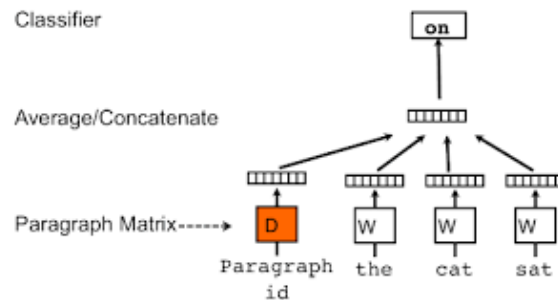 Classifier
on
Average/Concatenate
Paragraph Matrix
D
W
W
W
Paragraph
id
the
cat
sat